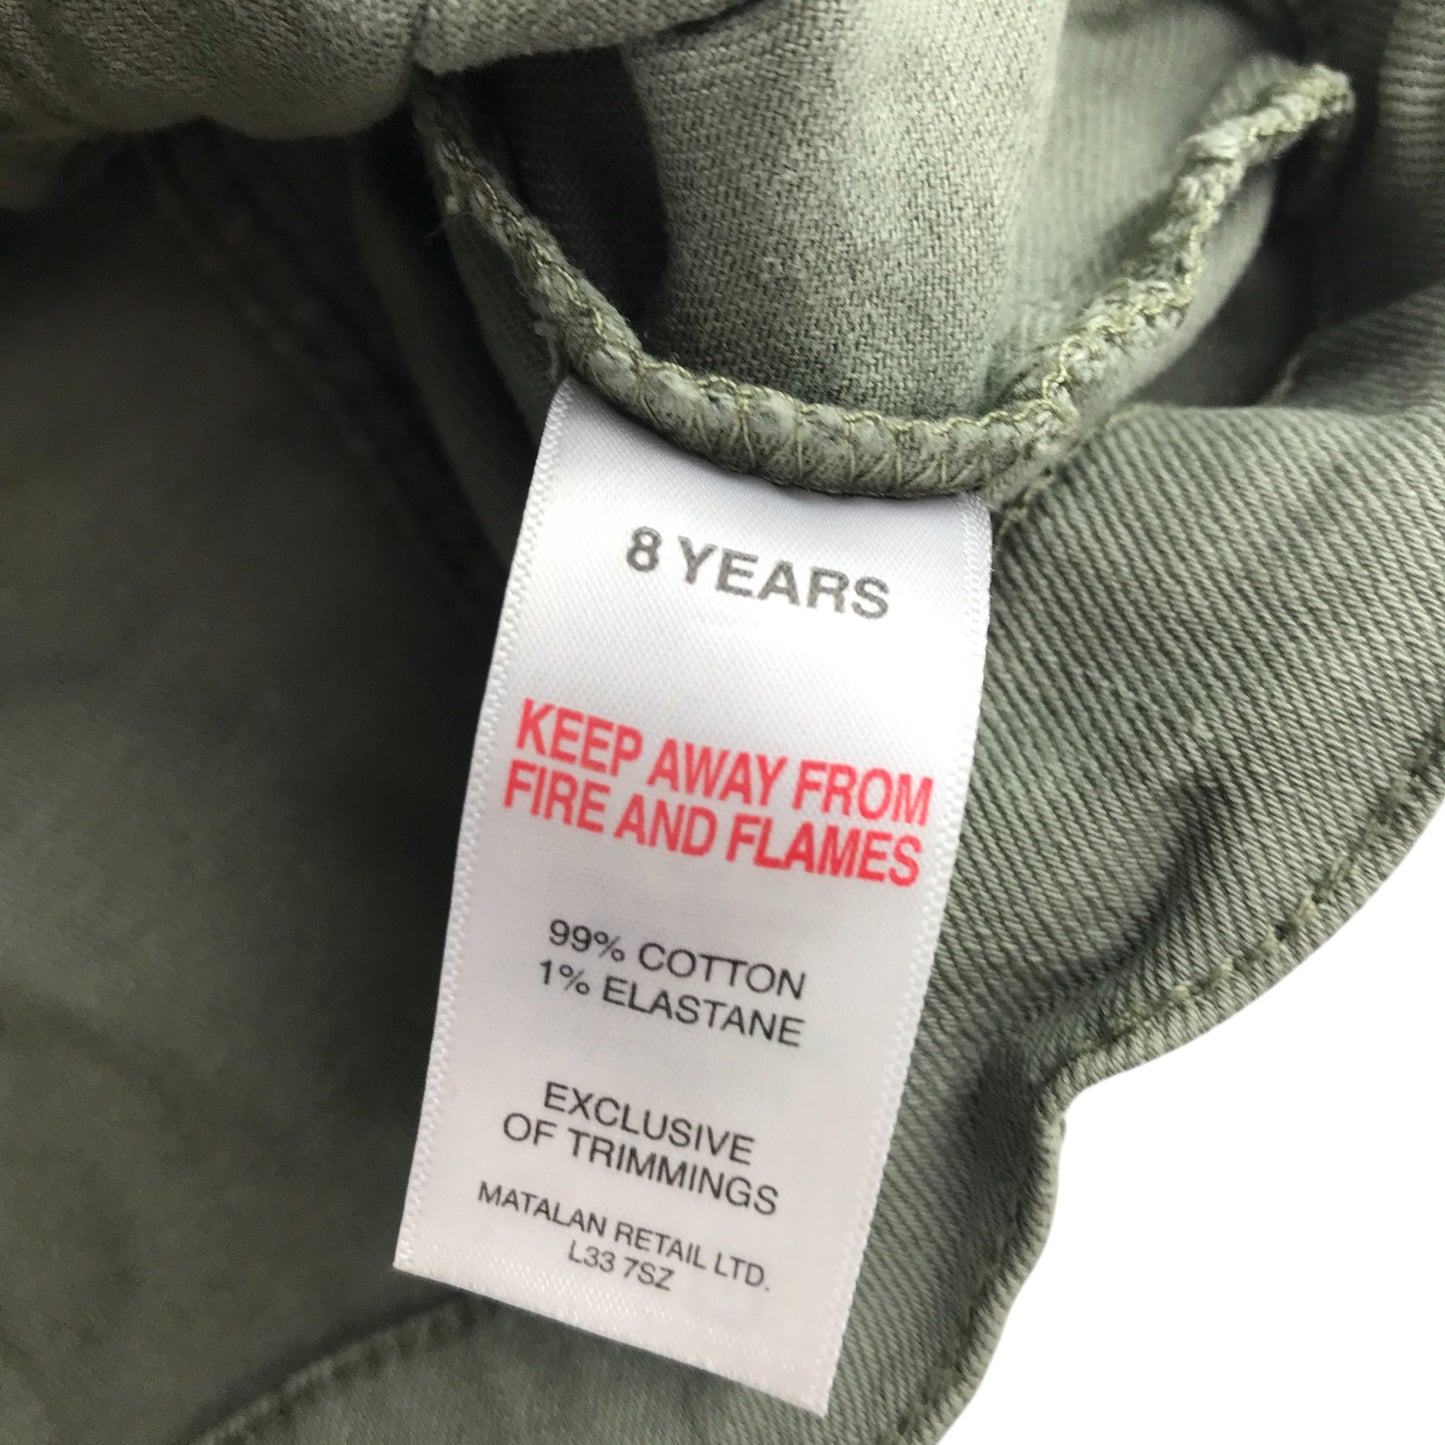 8 YEARS
KEEP AWAY FROM
FIRE AND FLAMES
99% COTTON
1% ELASTANE
EXCLUSIVE
OF TRIMMINGS
MATALAN RETAIL LTD.
L33 7SZ